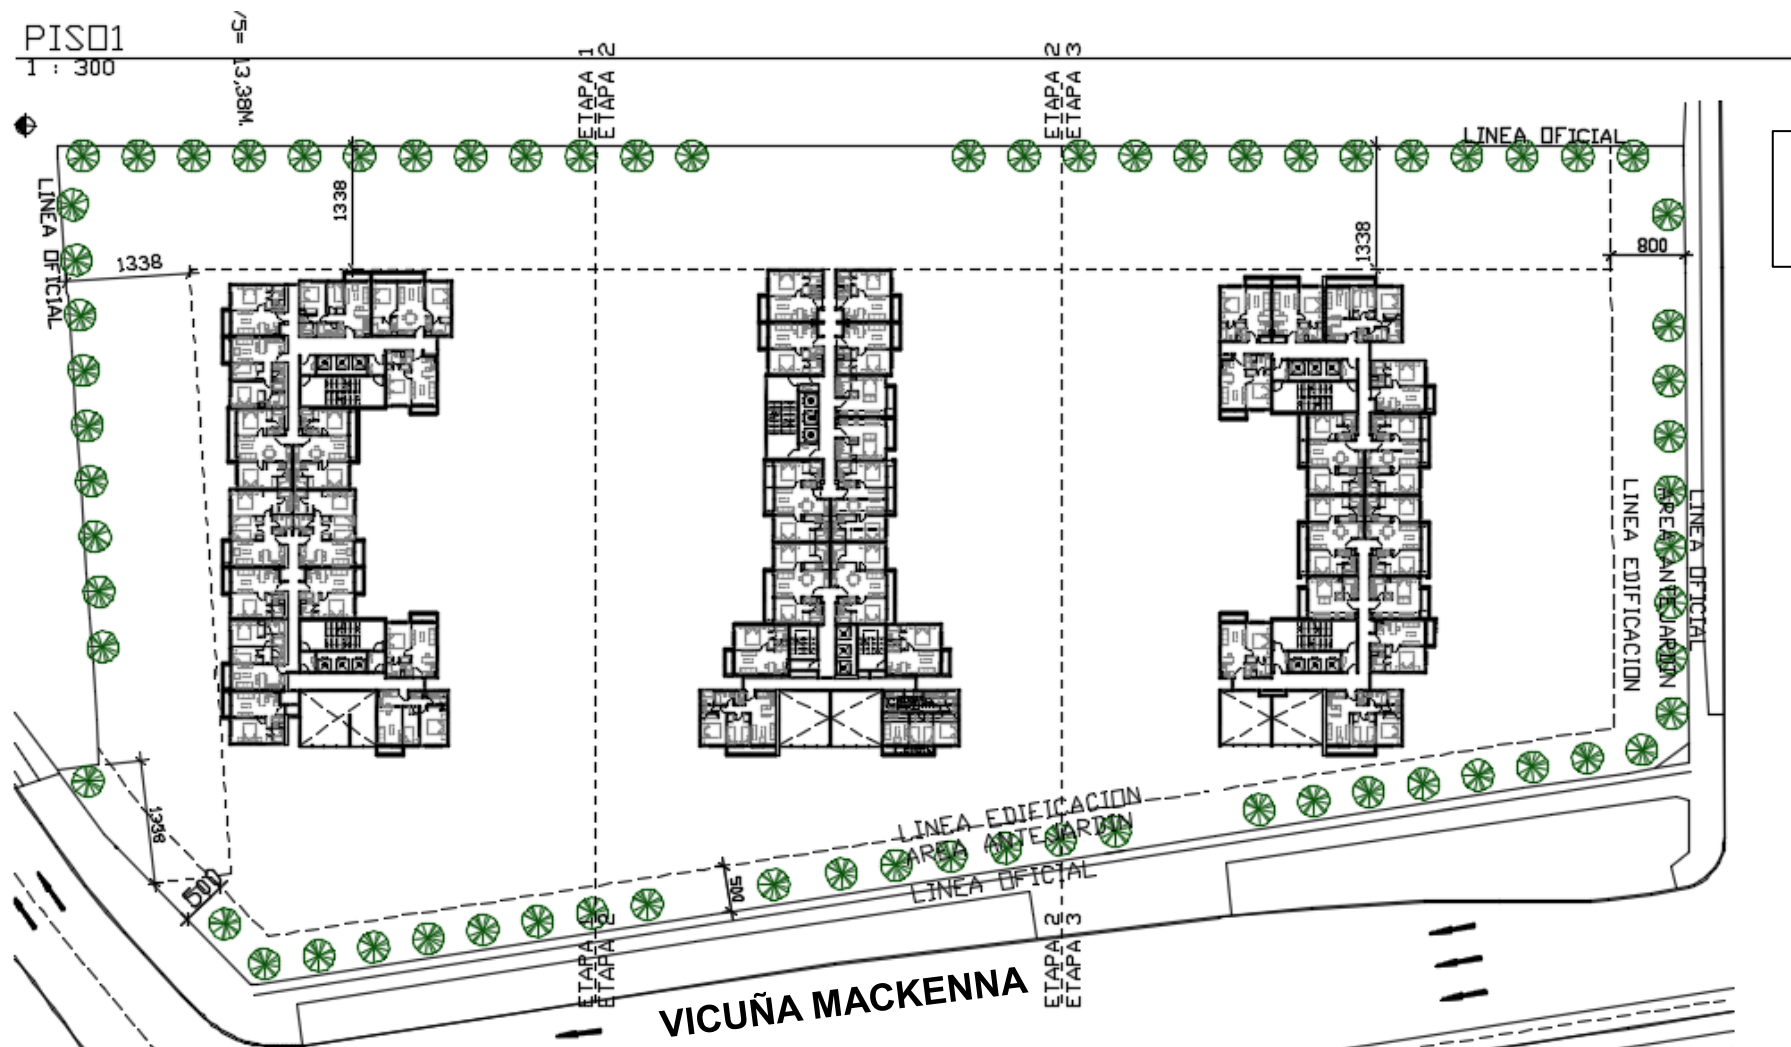 PISO1
1 : 300
/5= 13,38M.
ETAPA 1
ETAPA 2
ETAPA 2
ETAPA 3
LINEA OFICIAL
LINEA OFICIAL
1338
1338
1338
800
LINEA EDIFICACION
AREA ANTEJARDIN
LINEA OFICIAL
1338
500
LINEA EDIFICACION
AREA ANTEJARDIN
LINEA OFICIAL
500
ETAPA 1
ETAPA 2
ETAPA 2
ETAPA 3
VICUÑA MACKENNA